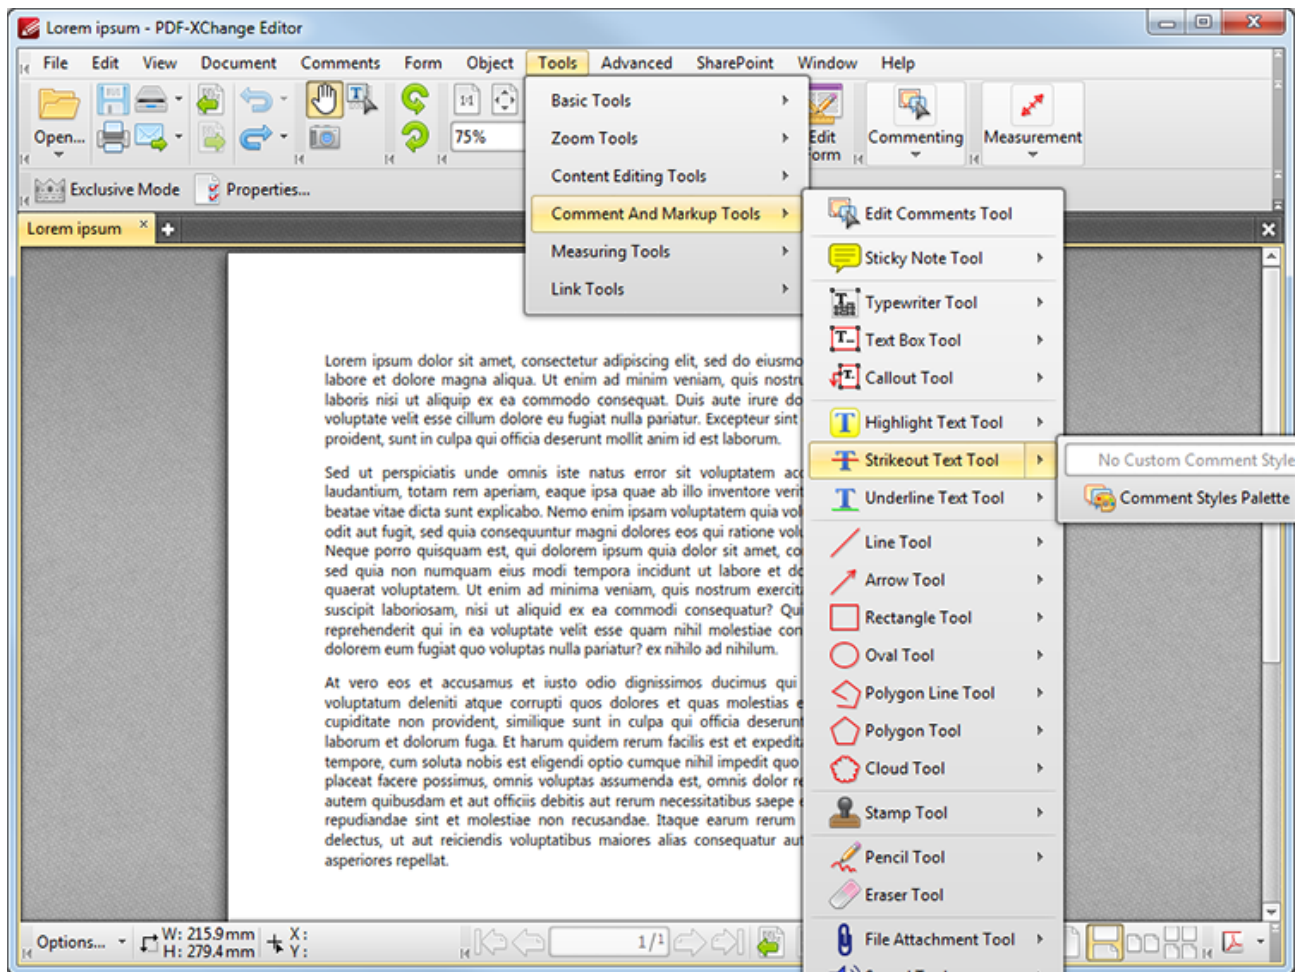 Lorem ipsum - PDF-XChange Editor
File Edit View Document Comments Form Object Tools Advanced SharePoint Window Help
Open...
1:1
75%
Edit
Commenting
Measurement
Exclusive Mode
Properties...
Lorem ipsum
Basic Tools
Zoom Tools
Content Editing Tools
Comment And Markup Tools
Measuring Tools
Link Tools
Edit Comments Tool
Sticky Note Tool
Typewriter Tool
Text Box Tool
Callout Tool
Highlight Text Tool
Strikeout Text Tool
Underline Text Tool
Line Tool
Arrow Tool
Rectangle Tool
Oval Tool
Polygon Line Tool
Polygon Tool
Cloud Tool
Stamp Tool
Pencil Tool
Eraser Tool
File Attachment Tool
No Custom Comment Style
Comment Styles Palette
Lorem ipsum dolor sit amet, consectetur adipiscing elit, sed do eiusmo
labore et dolore magna aliqua. Ut enim ad minim veniam, quis nostru
laboris nisi ut aliquip ex ea commodo consequat. Duis aute irure do
voluptate velit esse cillum dolore eu fugiat nulla pariatur. Excepteur sint
proident, sunt in culpa qui officia deserunt mollit anim id est laborum.
Sed ut perspiciatis unde omnis iste natus error sit voluptatem acc
laudantium, totam rem aperiam, eaque ipsa quae ab illo inventore verit
beatae vitae dicta sunt explicabo. Nemo enim ipsam voluptatem quia vol
odit aut fugit, sed quia consequuntur magni dolores eos qui ratione volu
Neque porro quisquam est, qui dolorem ipsum quia dolor sit amet, co
sed quia non numquam eius modi tempora incidunt ut labore et do
quaerat voluptatem. Ut enim ad minima veniam, quis nostrum exercit
suscipit laboriosam, nisi ut aliquid ex ea commodi consequatur? Qui
reprehenderit qui in ea voluptate velit esse quam nihil molestiae con
dolorem eum fugiat quo voluptas nulla pariatur? ex nihilo ad nihilum.
At vero eos et accusamus et iusto odio dignissimos ducimus qui
voluptatum deleniti atque corrupti quos dolores et quas molestias e
cupiditate non provident, similique sunt in culpa qui officia deserunt
laborum et dolorum fuga. Et harum quidem rerum facilis est et expedit
tempore, cum soluta nobis est eligendi optio cumque nihil impedit quo
placeat facere possimus, omnis voluptas assumenda est, omnis dolor re
autem quibusdam et aut officiis debitis aut rerum necessitatibus saepe e
repudiandae sint et molestiae non recusandae. Itaque earum rerum
delectus, ut aut reiciendis voluptatibus maiores alias consequatur aut
asperiores repellat.
Options...
W: 215.9 mm
H: 279.4 mm
X:
Y:
1/1